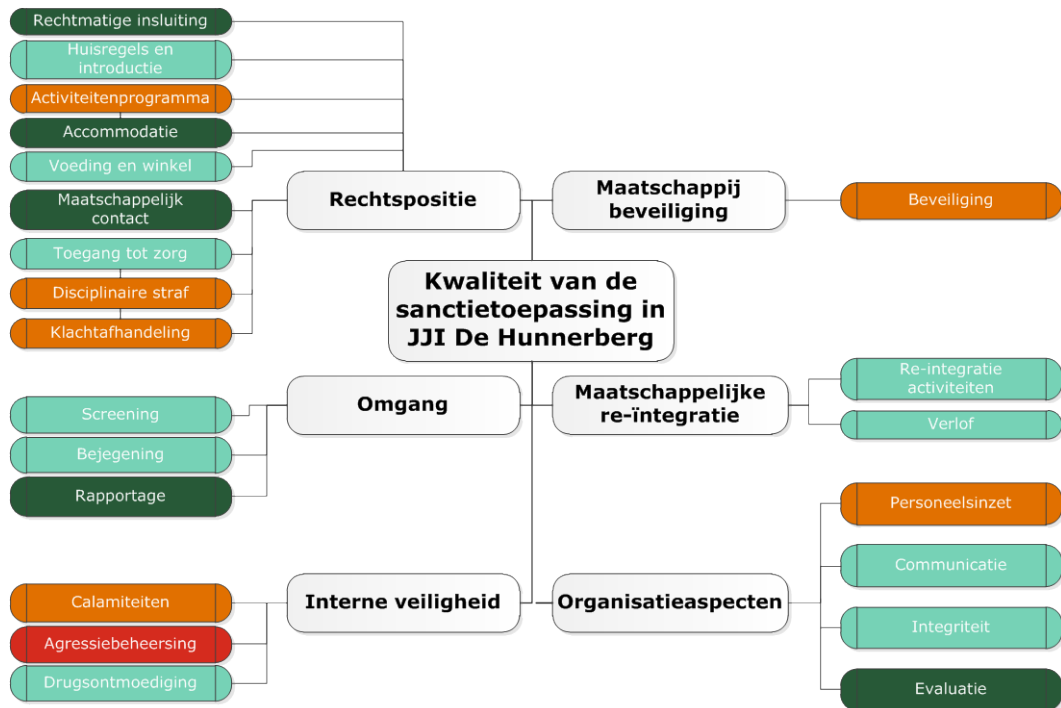 Rechtmatige insluiting
Huisregels en
introductie
Activiteitenprogramma
Accommodatie
Voeding en winkel
Maatschappelijk
contact
Toegang tot zorg
Disciplinaire straf
Klachtafhandeling
Rechtspositie
Maatschappij
beveiliging
Beveiliging
Kwaliteit van de
sanctietoepassing in
JJI De Hunnerberg
Omgang
Screening
Bejegening
Rapportage
Maatschappelijke
re-ïntegratie
Re-integratie
activiteiten
Verlof
Interne veiligheid
Calamiteiten
Agressiebeheersing
Drugsontmoediging
Organisatieaspecten
Personeelsinzet
Communicatie
Integriteit
Evaluatie